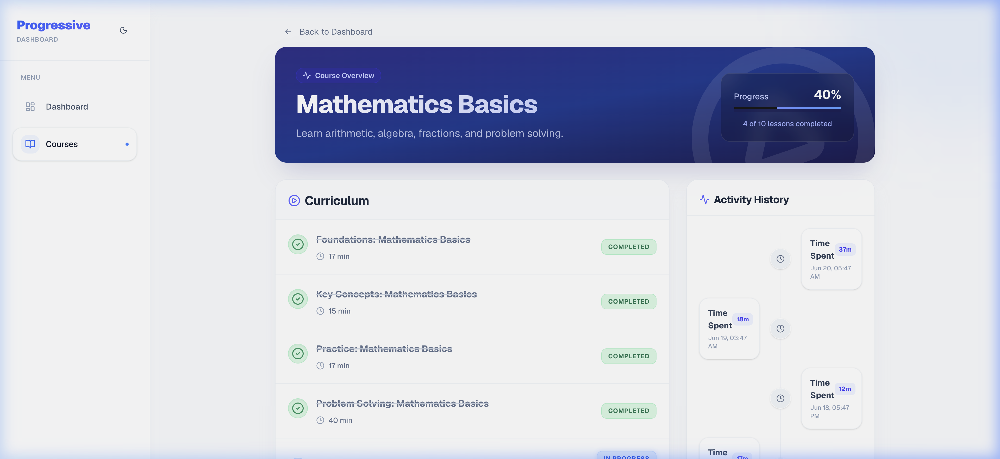 Progressive
DASHBOARD
MENU
Dashboard
Courses
Back to Dashboard
Course Overview
Mathematics Basics
Learn arithmetic, algebra, fractions, and problem solving.
Progress 40%
4 of 10 lessons completed
Curriculum
Foundations: Mathematics Basics
17 min
COMPLETED
Key Concepts: Mathematics Basics
15 min
COMPLETED
Practice: Mathematics Basics
17 min
COMPLETED
Problem Solving: Mathematics Basics
40 min
COMPLETED
IN PROGRESS
Activity History
Time
Spent
37m
Jun 20, 05:47
AM
Time
Spent
18m
Jun 19, 03:47
AM
Time
Spent
12m
Jun 18, 05:47
PM
Time
17m